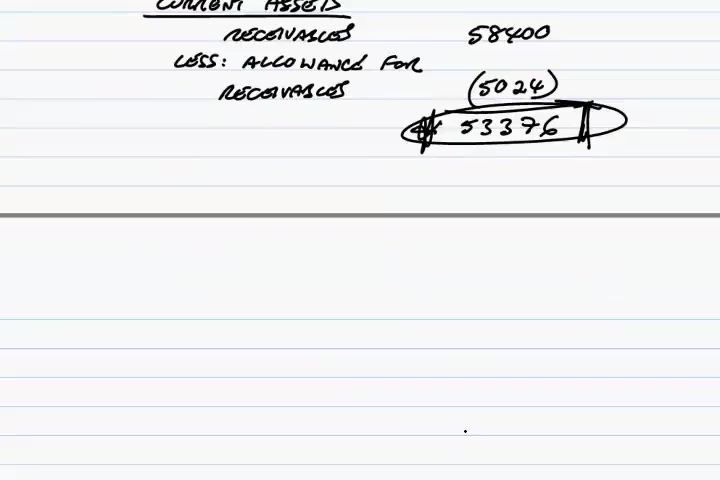 CURRENT ASSETS
RECEIVABLES 58400
LESS: ALLOWANCE FOR
RECEIVABLES (5024)
53376